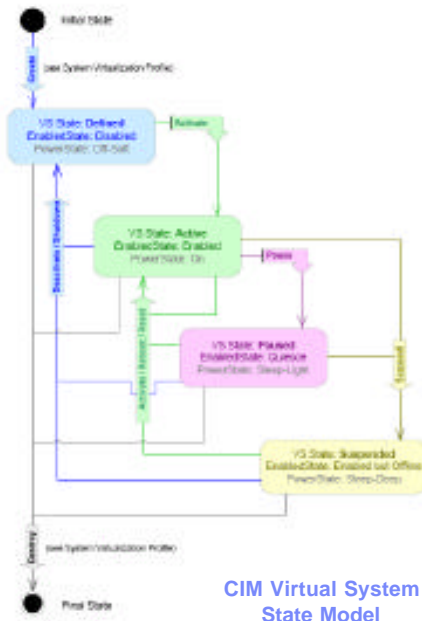 Initial State
Create
(see System Virtualization Profile)
VS State: Defined
EnabledState: Disabled
PowerState: Off-Soft
Activate
VS State: Active
EnabledState: Enabled
PowerState: On
Pause
Deactivate / Shutdown
Activate / Reboot / Reset
Suspend
VS State: Paused
EnabledState: Quiesce
PowerState: Sleep-Light
VS State: Suspended
EnabledState: Enabled but Offline
PowerState: Sleep-Deep
Destroy
(see System Virtualization Profile)
Final State
CIM Virtual System
State Model